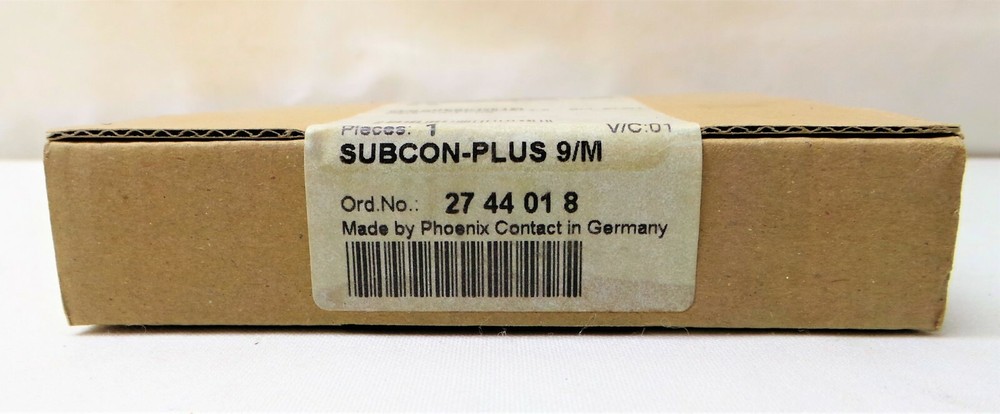 Pieces: 1 V/C:01
SUBCON-PLUS 9/M
Ord.No.: 27 44 01 8
Made by Phoenix Contact in Germany